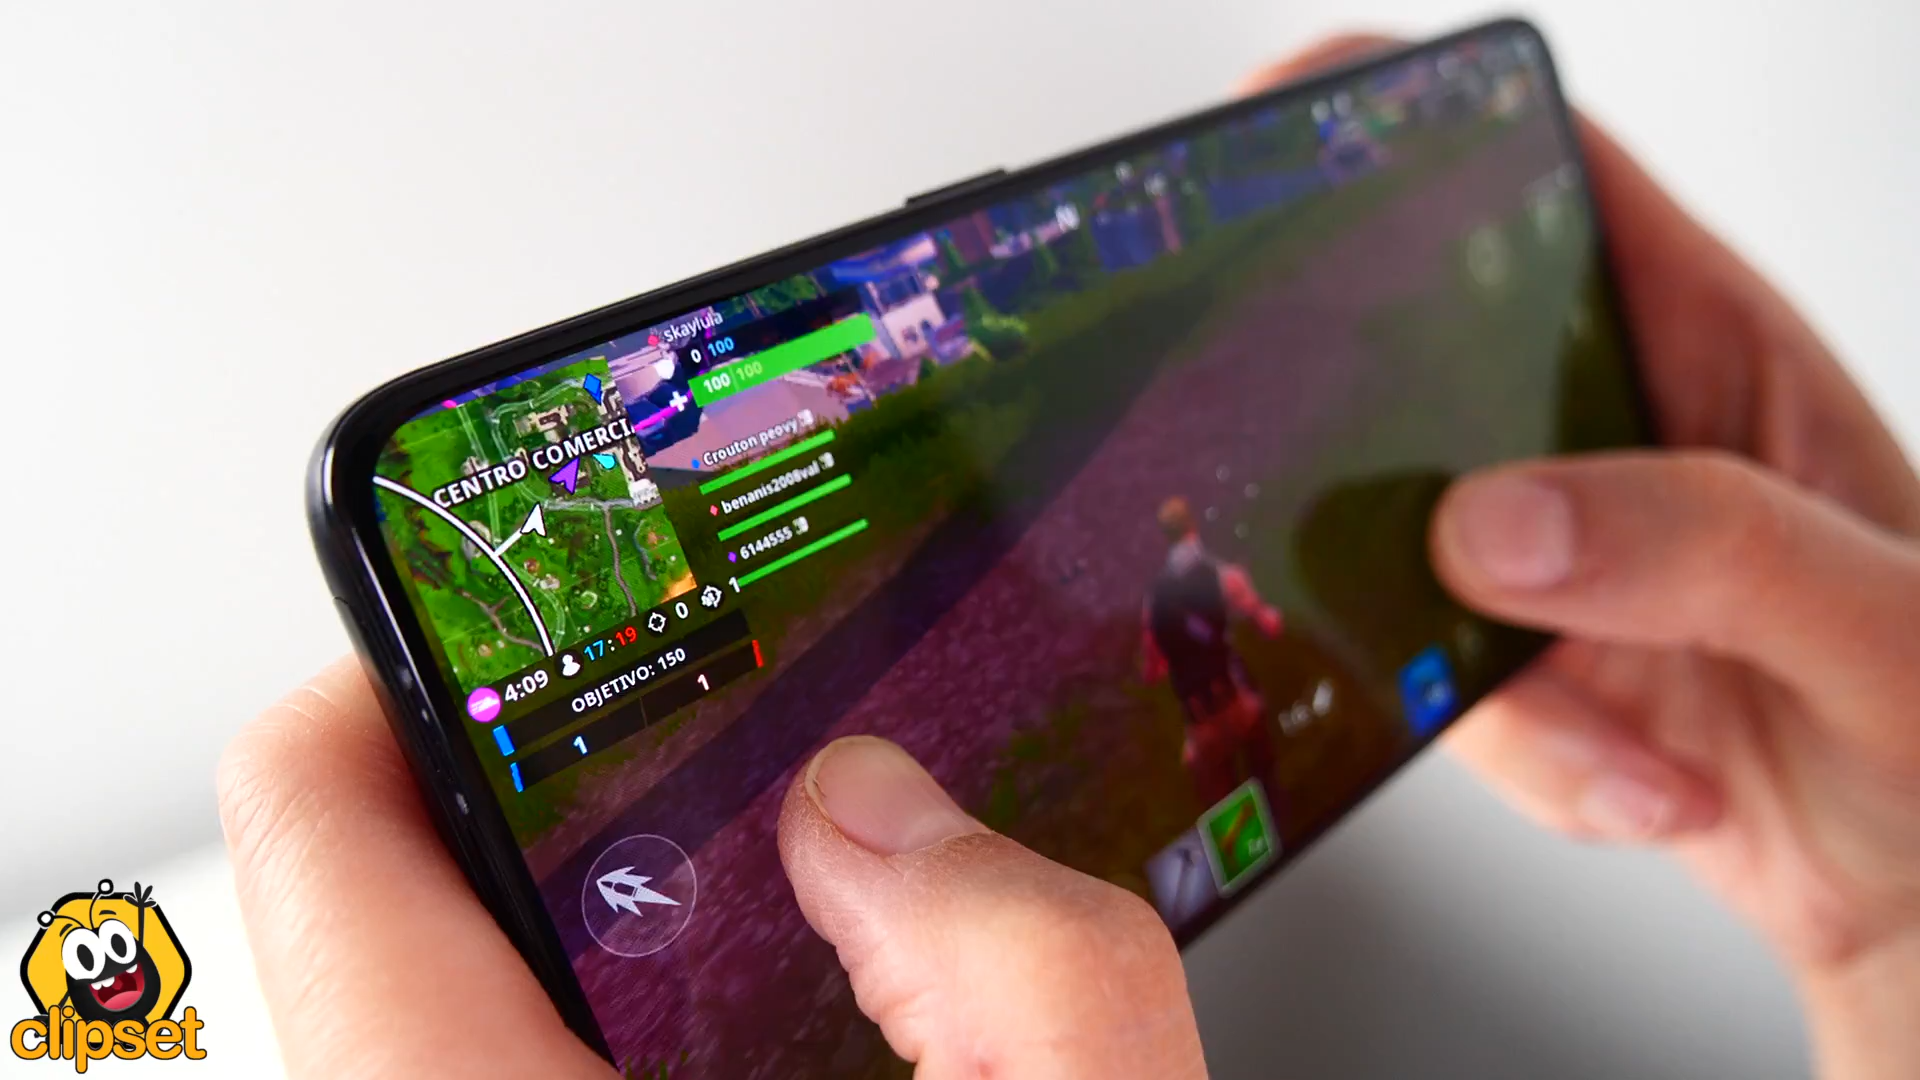 skaylula
0 100
100 100
CENTRO COMERCI
Crouton peovy
benanis2008val
6144555
4:09 17:19 0 1
OBJETIVO: 150
1
1
N
clipset